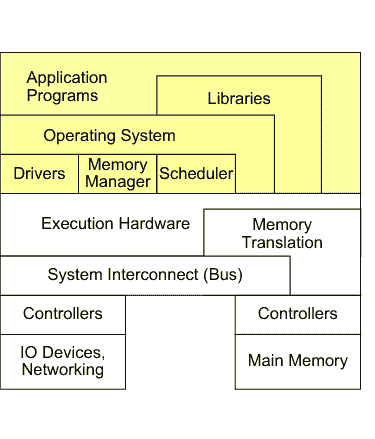 Application
Programs
Libraries
Operating System
Drivers
Memory
Manager
Scheduler
Execution Hardware
Memory
Translation
System Interconnect (Bus)
Controllers
Controllers
IO Devices,
Networking
Main Memory